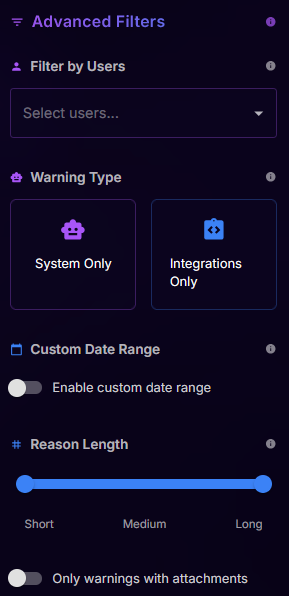 Advanced Filters
Filter by Users
Select users...
Warning Type
System Only
Integrations
Only
Custom Date Range
Enable custom date range
Reason Length
Short Medium Long
Only warnings with attachments